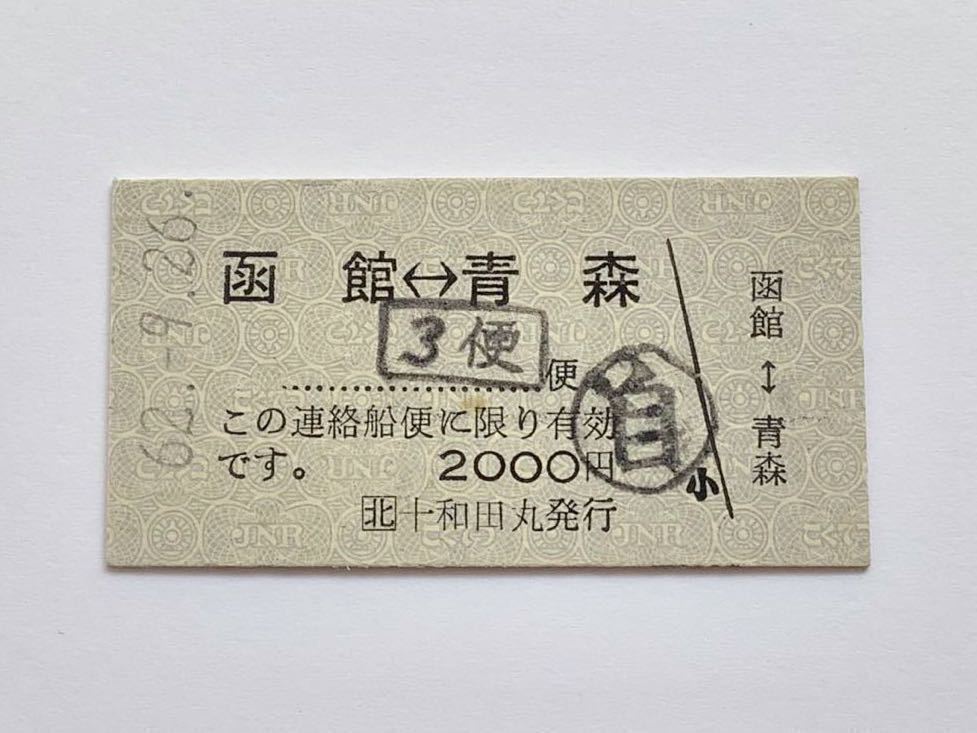 62.-9.26.
函館↔青森
3便
便
この連絡船便に限り有効
です。 2000円
小
北十和田丸発行
函館↔青森
JNR